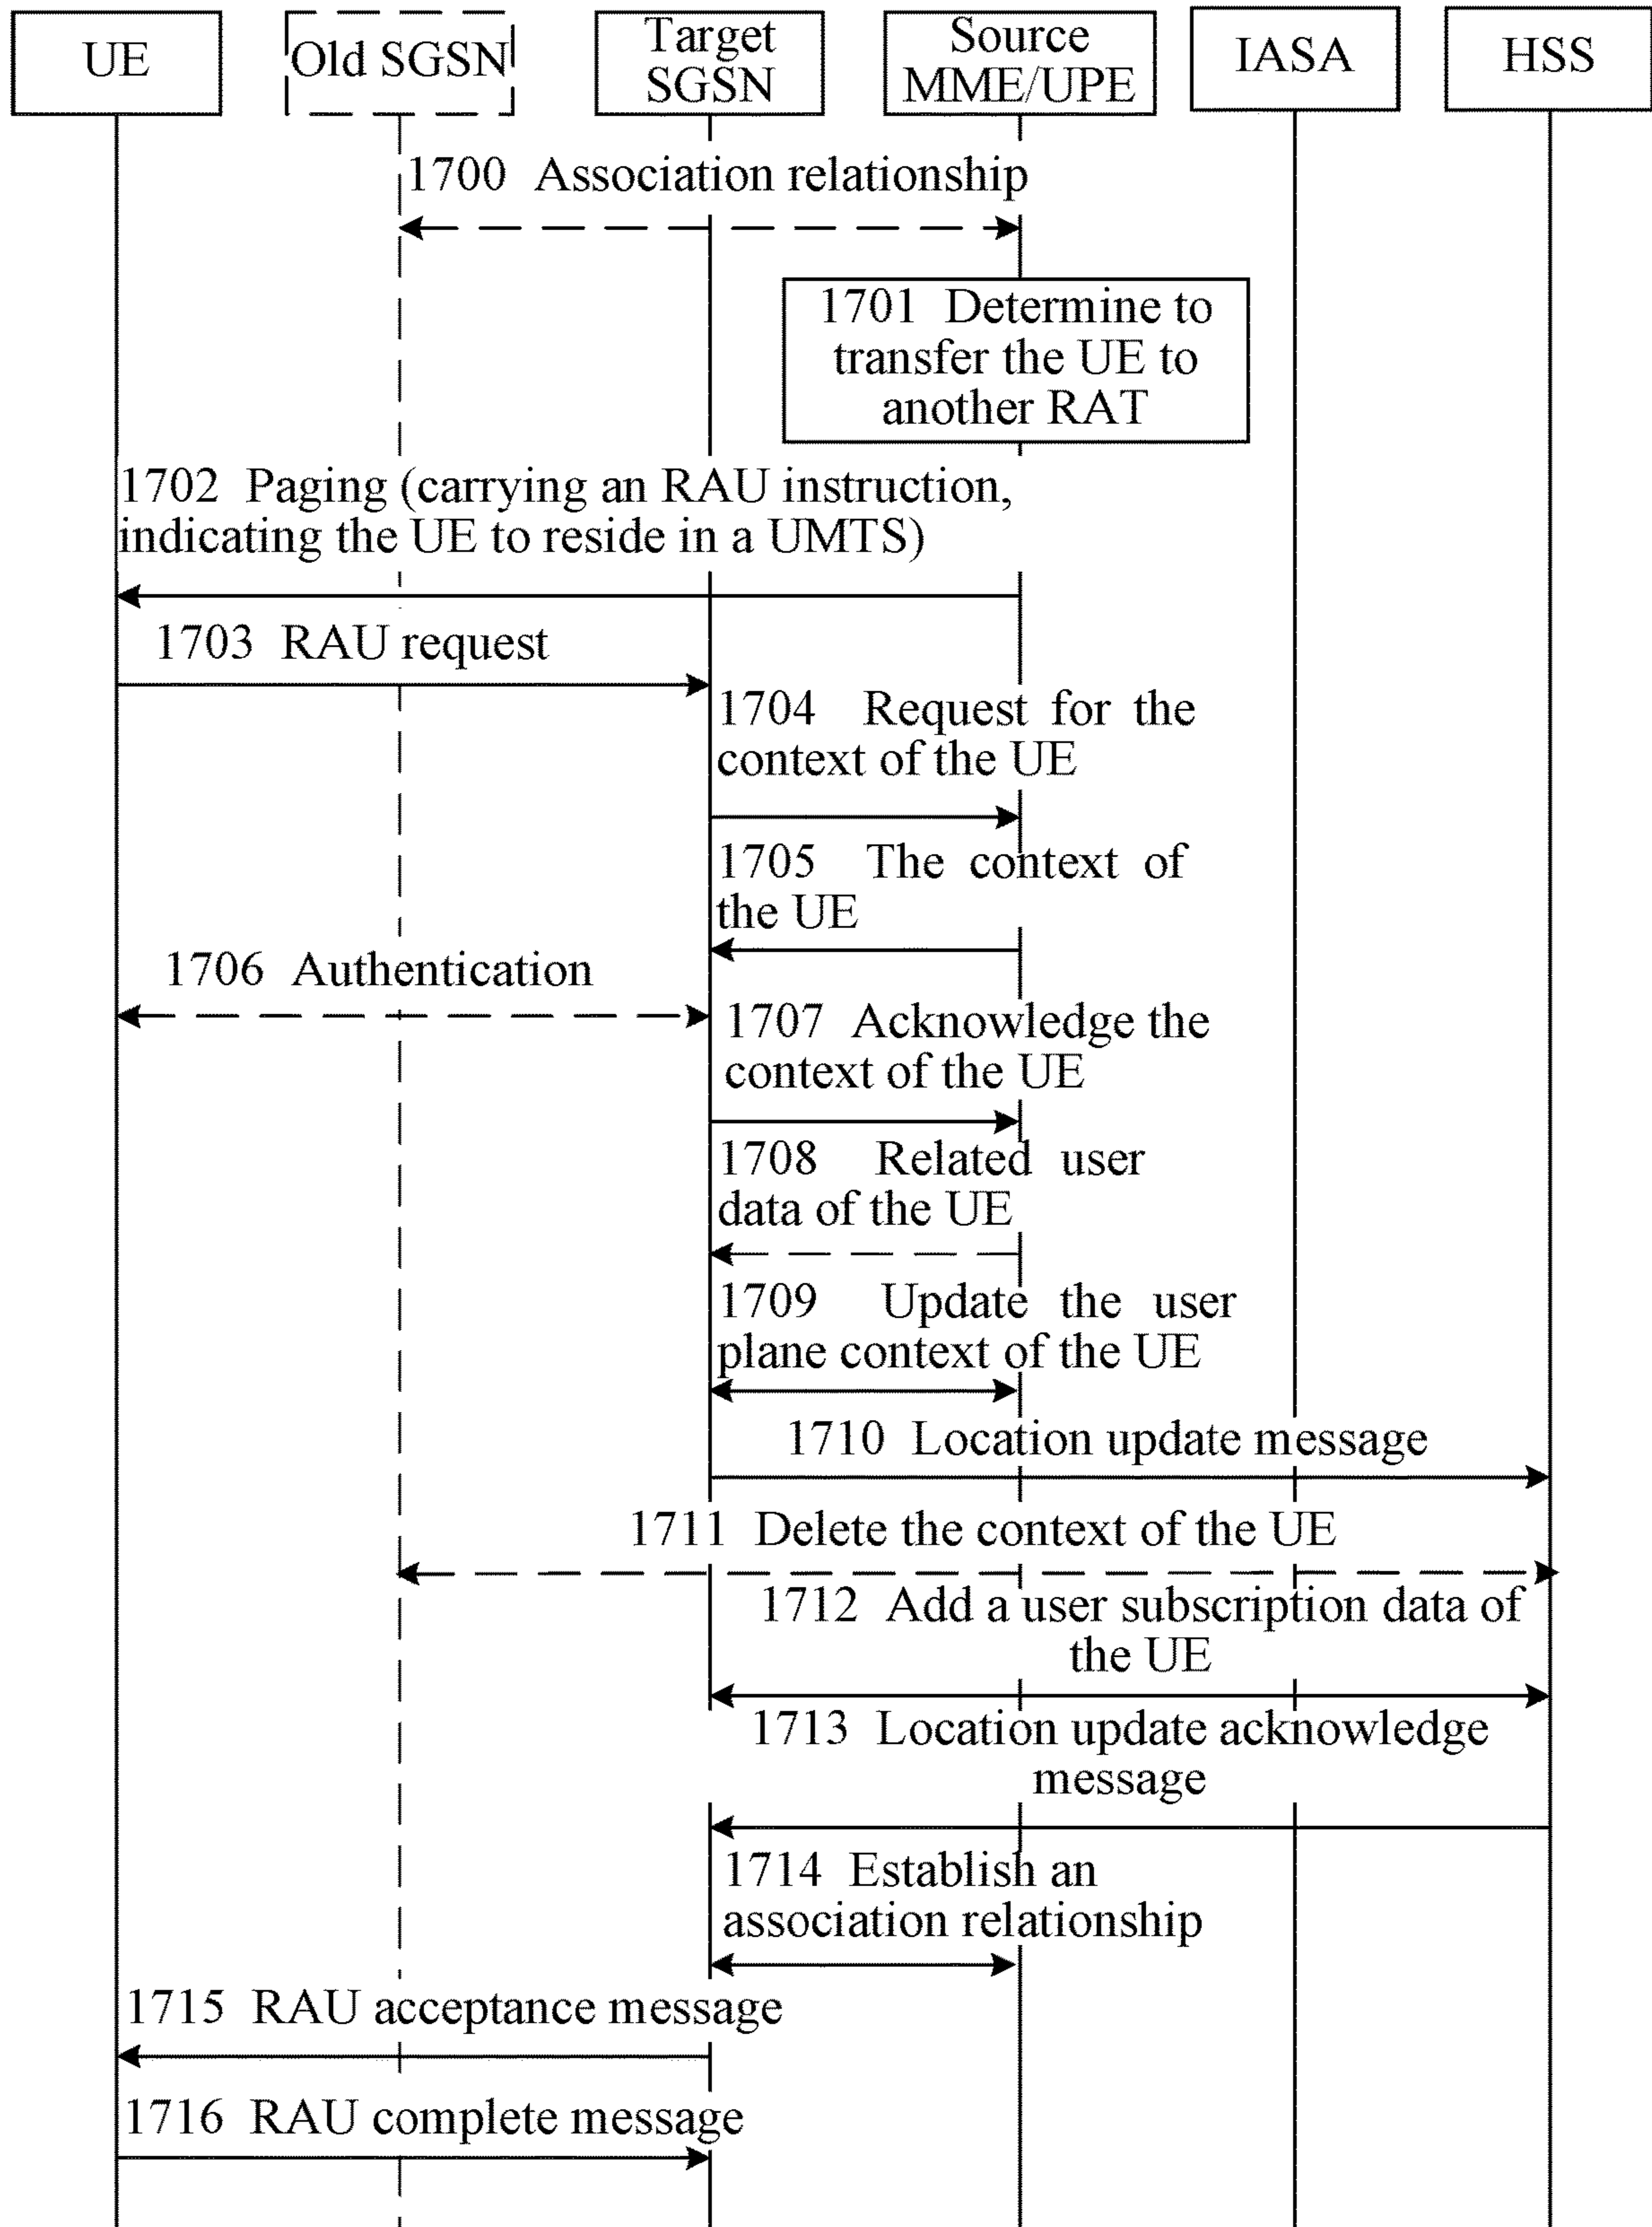 UE
Old SGSN
Target
SGSN
Source
MME/UPE
IASA
HSS
1700 Association relationship
1701 Determine to
transfer the UE to
another RAT
1702 Paging (carrying an RAU instruction,
indicating the UE to reside in a UMTS)
1703 RAU request
1704 Request for the
context of the UE
1705 The context of
the UE
1706 Authentication
1707 Acknowledge the
context of the UE
1708 Related user
data of the UE
1709 Update the user
plane context of the UE
1710 Location update message
1711 Delete the context of the UE
1712 Add a user subscription data of
the UE
1713 Location update acknowledge
message
1714 Establish an
association relationship
1715 RAU acceptance message
1716 RAU complete message